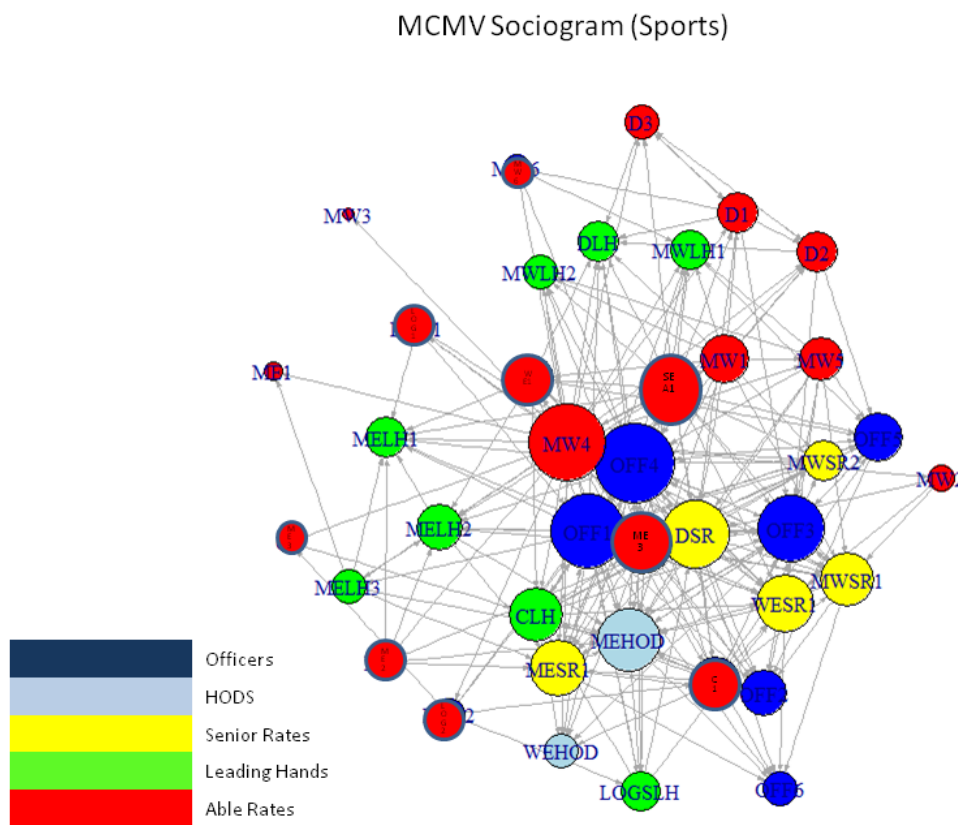 MCMV Sociogram (Sports)
D3
MW3
D1
DLH
MWLH1
D2
MWLH2
SE
A1
MW1
MW5
ME1
MELH1
MW4
OFF4
OFF5
MWSR2
MELH2
OFF1
ME
3
DSR
OFF3
MELH3
MWSR1
CLH
WESR1
MEHOD
MESR1
OFF2
WEHOD
LOGSLH
OFF6
Officers
HODS
Senior Rates
Leading Hands
Able Rates